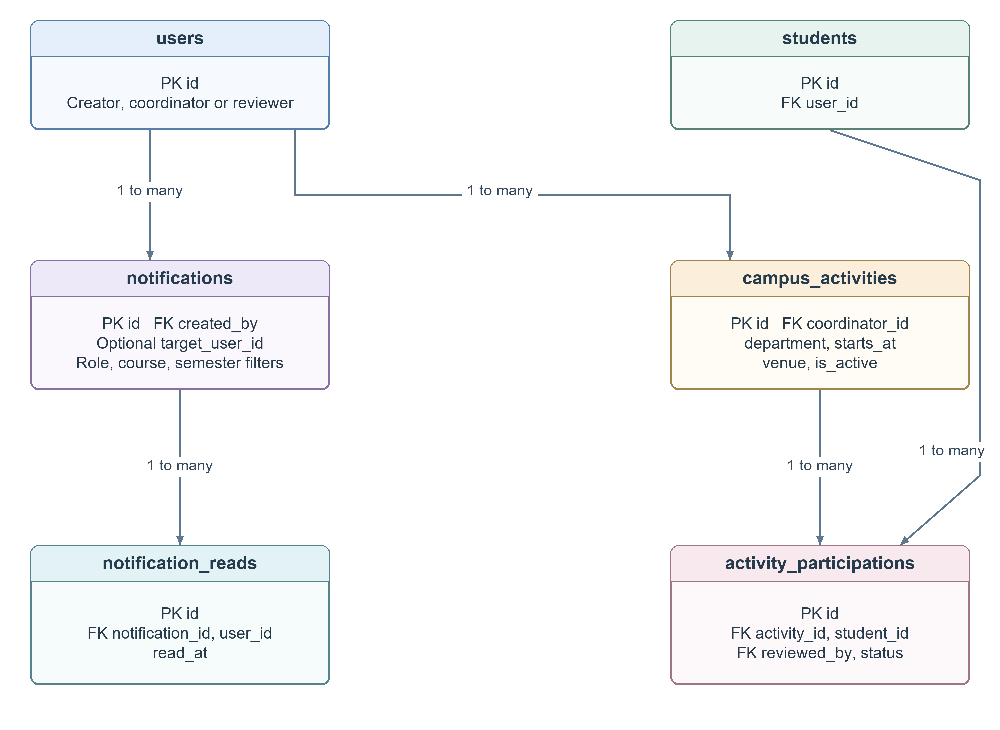 users
PK id
Creator, coordinator or reviewer
students
PK id
FK user_id
1 to many
1 to many
notifications
PK id   FK created_by
Optional target_user_id
Role, course, semester filters
campus_activities
PK id   FK coordinator_id
department, starts_at
venue, is_active
1 to many
1 to many
1 to many
notification_reads
PK id
FK notification_id, user_id
read_at
activity_participations
PK id
FK activity_id, student_id
FK reviewed_by, status